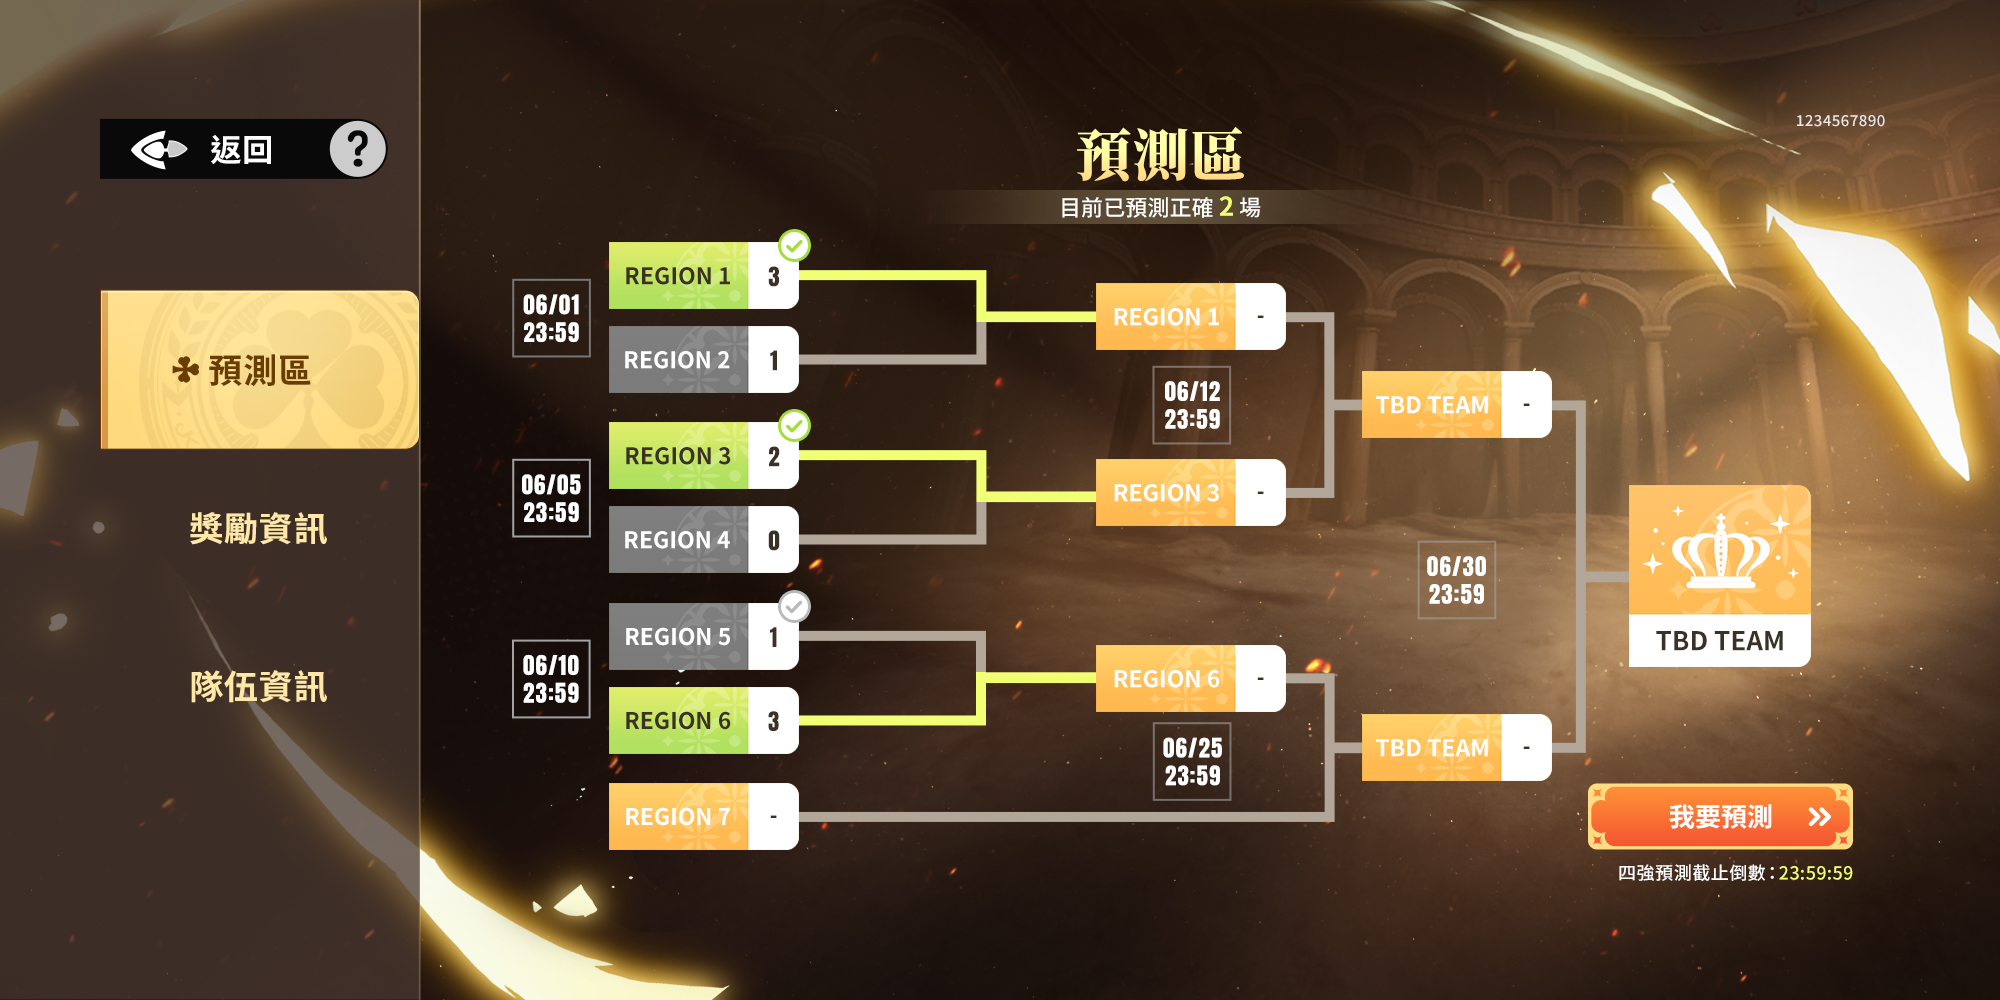 返回 ?
1234567890
預測區
目前已預測正確 2 場
預測區
獎勵資訊
隊伍資訊
06/01
23:59
REGION 1 3
REGION 2 1
06/05
23:59
REGION 3 2
REGION 4 0
06/10
23:59
REGION 5 1
REGION 6 3
REGION 7 -
REGION 1 -
06/12
23:59
REGION 3 -
REGION 6 -
06/25
23:59
TBD TEAM -
06/30
23:59
TBD TEAM -
TBD TEAM
我要預測
四強預測截止倒數：23:59:59